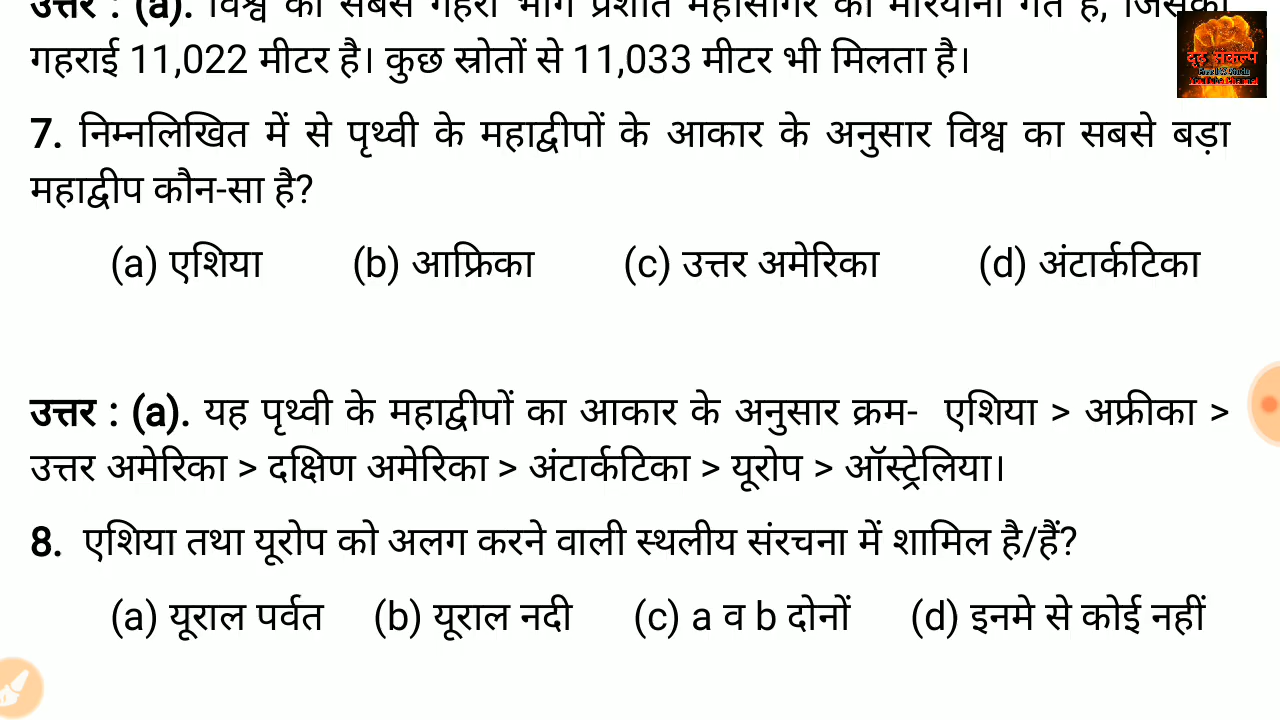 उत्तर : (a). विश्व का सबसे गहरा भाग प्रशांत महासागर का मारियाना गर्त है, जिसकी
गहराई 11,022 मीटर है। कुछ स्रोतों से 11,033 मीटर भी मिलता है।
दृढ़ संकल्प
7. निम्नलिखित में से पृथ्वी के महाद्वीपों के आकार के अनुसार विश्व का सबसे बड़ा
महाद्वीप कौन-सा है?
(a) एशिया (b) आफ्रिका (c) उत्तर अमेरिका (d) अंटार्कटिका
उत्तर : (a). यह पृथ्वी के महाद्वीपों का आकार के अनुसार क्रम- एशिया > अफ्रीका >
उत्तर अमेरिका > दक्षिण अमेरिका > अंटार्कटिका > यूरोप > ऑस्ट्रेलिया।
8. एशिया तथा यूरोप को अलग करने वाली स्थलीय संरचना में शामिल है/हैं?
(a) यूराल पर्वत (b) यूराल नदी (c) a व b दोनों (d) इनमे से कोई नहीं